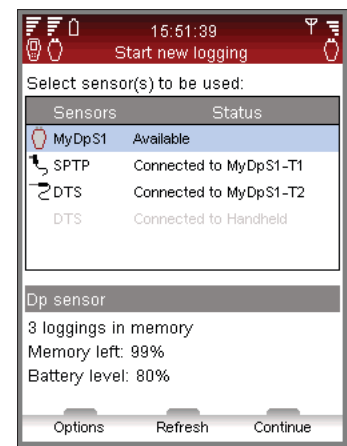 15:51:39
Start new logging
Select sensor(s) to be used:
Sensors Status
MyDpS1 Available
SPTP Connected to MyDpS1-T1
DTS Connected to MyDpS1-T2
DTS Connected to Handheld
Dp sensor
3 loggings in memory
Memory left: 99%
Battery level: 80%
Options Refresh Continue